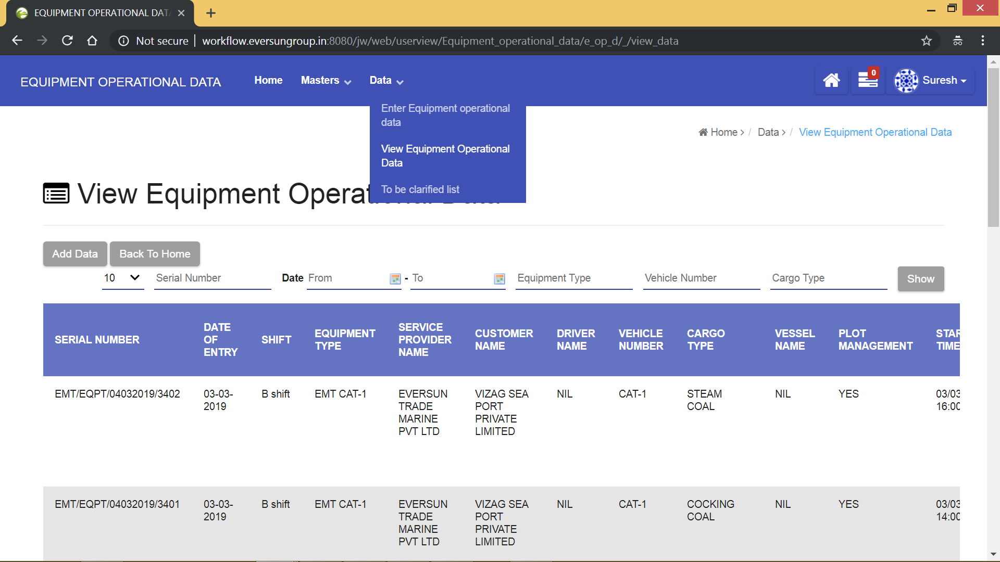 EQUIPMENT OPERATIONAL DAT
Not secure
workflow.eversungroup.in:8080/jw/web/userview/Equipment_operational_data/e_op_d/_/view_data
EQUIPMENT OPERATIONAL DATA
Home
Masters
Data
0
Suresh
Enter Equipment operational
data
View Equipment Operational
Data
To be clarified list
Home > / Data > / View Equipment Operational Data
View Equipment Operational Data
Add Data
Back To Home
10
Serial Number
Date From - To
Equipment Type
Vehicle Number
Cargo Type
Show
SERIAL NUMBER
DATE
OF
ENTRY
SHIFT
EQUIPMENT
TYPE
SERVICE
PROVIDER
NAME
CUSTOMER
NAME
DRIVER
NAME
VEHICLE
NUMBER
CARGO
TYPE
VESSEL
NAME
PLOT
MANAGEMENT
STAR
TIME
EMT/EQPT/04032019/3402
03-03-
2019
B shift
EMT CAT-1
EVERSUN
TRADE
MARINE
PVT LTD
VIZAG SEA
PORT
PRIVATE
LIMITED
NIL
CAT-1
STEAM
COAL
NIL
YES
03/03
16:00
EMT/EQPT/04032019/3401
03-03-
2019
B shift
EMT CAT-1
EVERSUN
TRADE
MARINE
PVT LTD
VIZAG SEA
PORT
PRIVATE
LIMITED
NIL
CAT-1
COCKING
COAL
NIL
YES
03/03
14:00